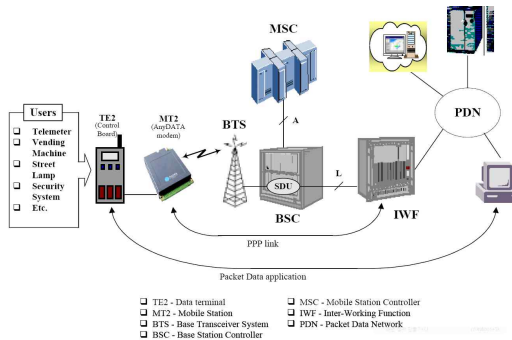 MSC
Users
Telemeter
Vending
Machine
Street
Lamp
Security
System
Etc.
TE2
(Control
Board)
MT2
(AnyDATA
modem)
BTS
A
SDU
BSC
L
IWF
PDN
PPP link
Packet Data application
TE2 - Data terminal
MT2 - Mobile Station
BTS - Base Transceiver System
BSC - Base Station Controller
MSC - Mobile Station Controller
IWF - Inter-Working Function
PDN - Packet Data Network